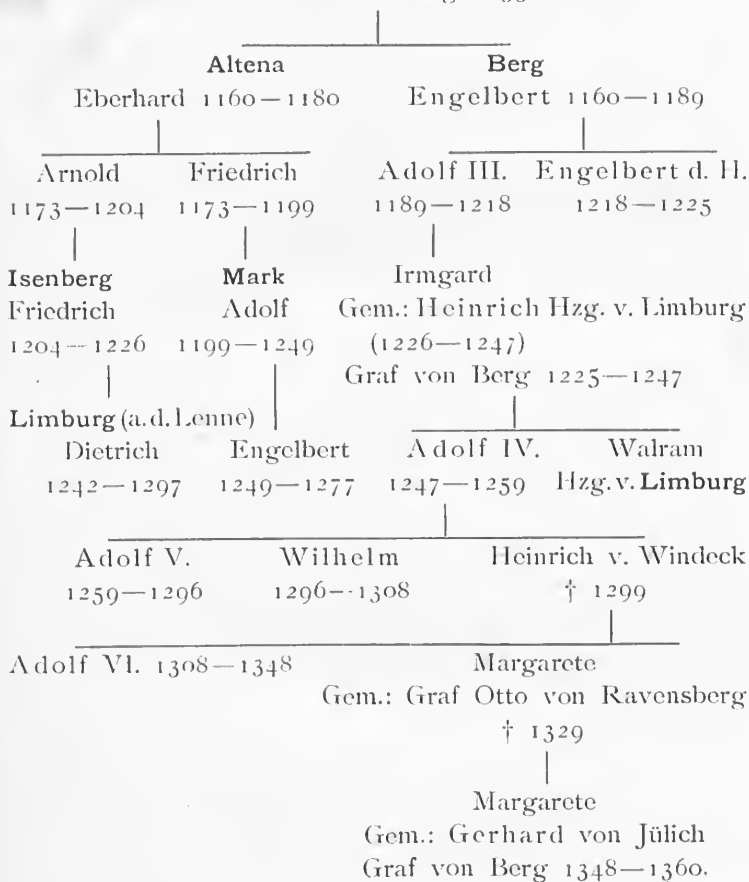 Altena Berg
Eberhard 1160—1180 Engelbert 1160—1189
Arnold Friedrich Adolf III. Engelbert d. H.
1173—1204 1173—1199 1189—1218 1218—1225
Isenberg Mark Irmgard
Friedrich Adolf Gem.: Heinrich Hzg. v. Limburg
1204—1226 1199—1249 (1226—1247)
Graf von Berg 1225—1247
Limburg (a. d. Lenne)
Dietrich Engelbert Adolf IV. Walram
1242—1297 1249—1277 1247—1259 Hzg. v. Limburg
Adolf V. Wilhelm Heinrich v. Windeck
1259—1296 1296—1308 † 1299
Adolf VI. 1308—1348 Margarete
Gem.: Graf Otto von Ravensberg
† 1329
Margarete
Gem.: Gerhard von Jülich
Graf von Berg 1348—1360.